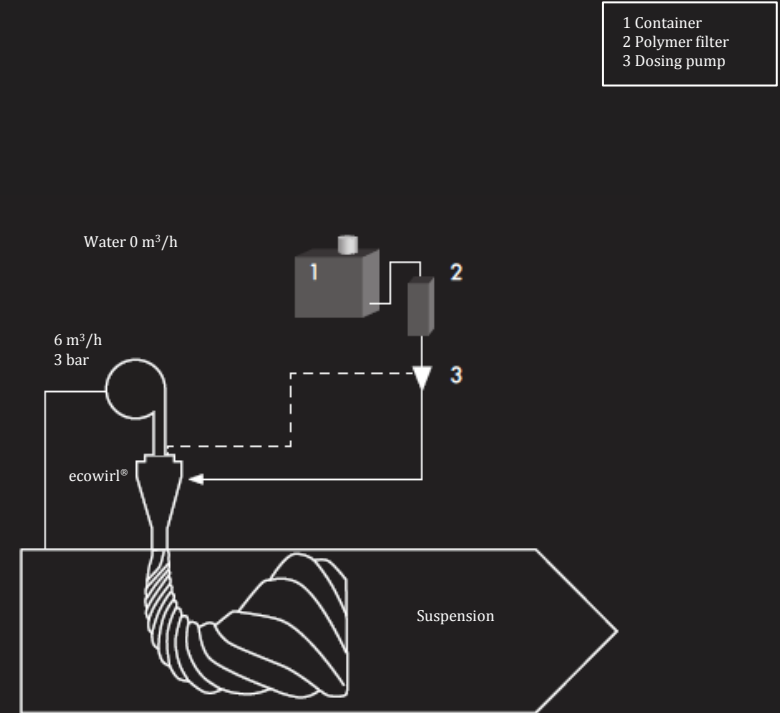 1 Container
2 Polymer filter
3 Dosing pump
Water 0 m³/h
1
2
6 m³/h
3 bar
3
ecowirl®
Suspension